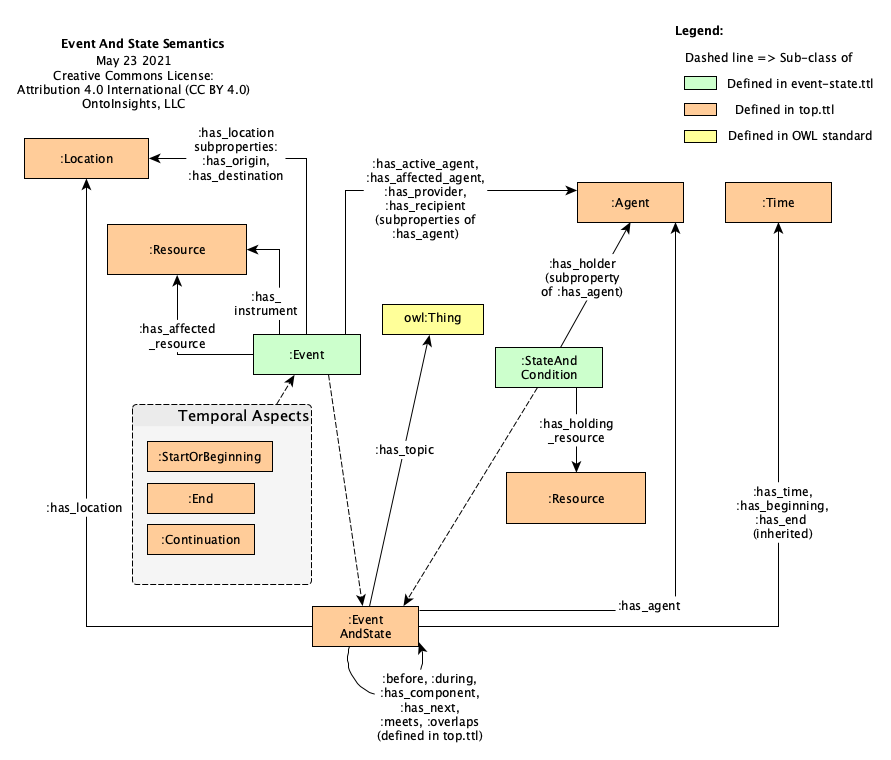 Event And State Semantics
May 23 2021
Creative Commons License:
Attribution 4.0 International (CC BY 4.0)
OntoInsights, LLC
Legend:
Dashed line => Sub-class of
Defined in event-state.ttl
Defined in top.ttl
Defined in OWL standard
:Location
:has_location
subproperties:
:has_origin,
:has_destination
:has_active_agent,
:has_affected_agent,
:has_provider,
:has_recipient
(subproperties of
:has_agent)
:Agent
:Time
:Resource
:has_holder
(subproperty
of :has_agent)
:has_
instrument
:has_affected
_resource
owl:Thing
:Event
:StateAnd
Condition
Temporal Aspects
:StartOrBeginning
:End
:Continuation
:has_topic
:has_holding
_resource
:Resource
:has_location
:has_time,
:has_beginning,
:has_end
(inherited)
:has_agent
:Event
AndState
:before, :during,
:has_component,
:has_next,
:meets, :overlaps
(defined in top.ttl)